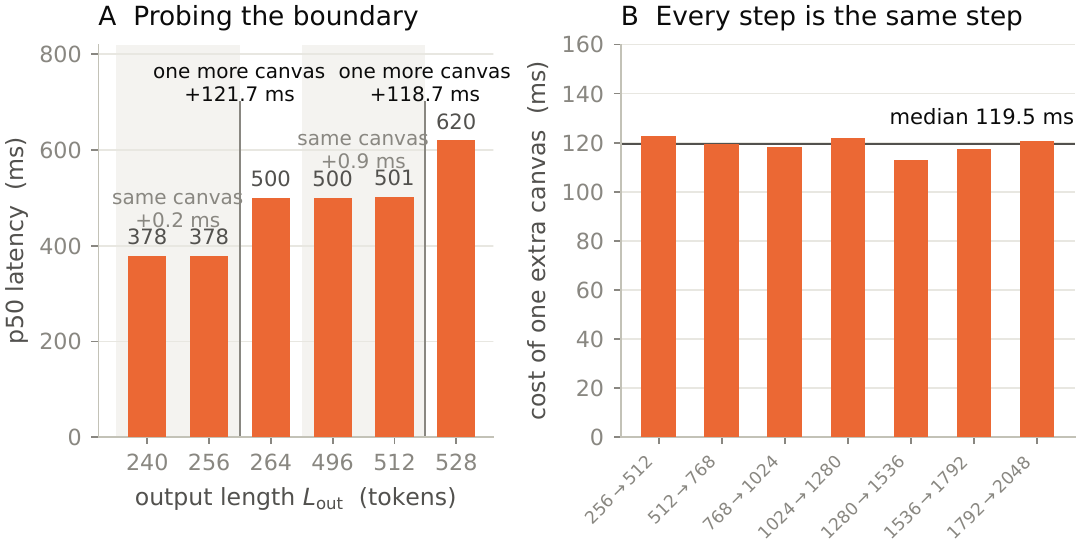 A Probing the boundary
800
600
400
200
0
p50 latency (ms)
one more canvas
+121.7 ms
one more canvas
+118.7 ms
same canvas
+0.2 ms
same canvas
+0.9 ms
378
378
500
500
501
620
240
256
264
496
512
528
output length Lout (tokens)
B Every step is the same step
160
140
120
100
80
60
40
20
0
cost of one extra canvas (ms)
median 119.5 ms
256→512
512→768
768→1024
1024→1280
1280→1536
1536→1792
1792→2048